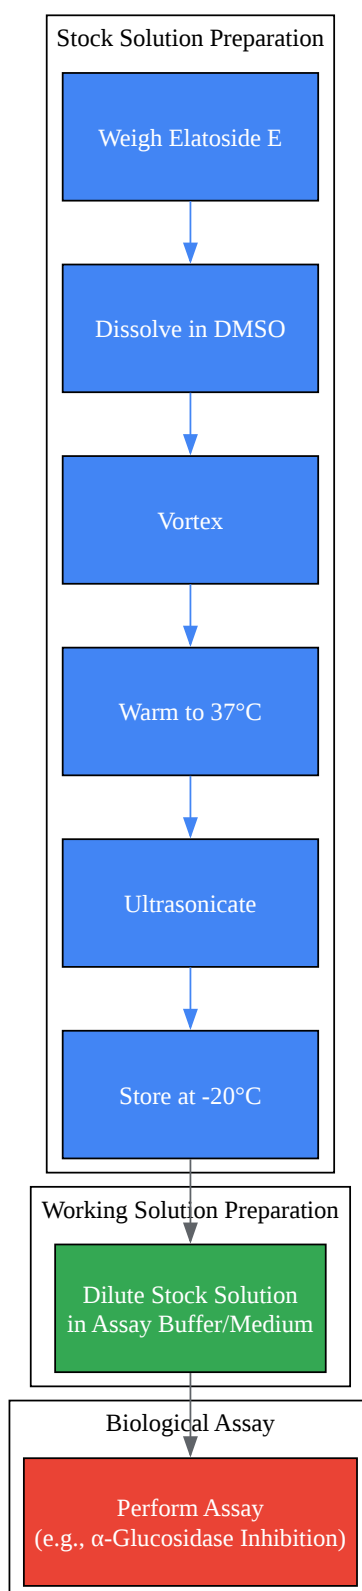 Stock Solution Preparation
Weigh Elatoside E
Dissolve in DMSO
Vortex
Warm to 37°C
Ultrasonicate
Store at -20°C
Working Solution Preparation
Dilute Stock Solution
in Assay Buffer/Medium
Biological Assay
Perform Assay
(e.g., α-Glucosidase Inhibition)